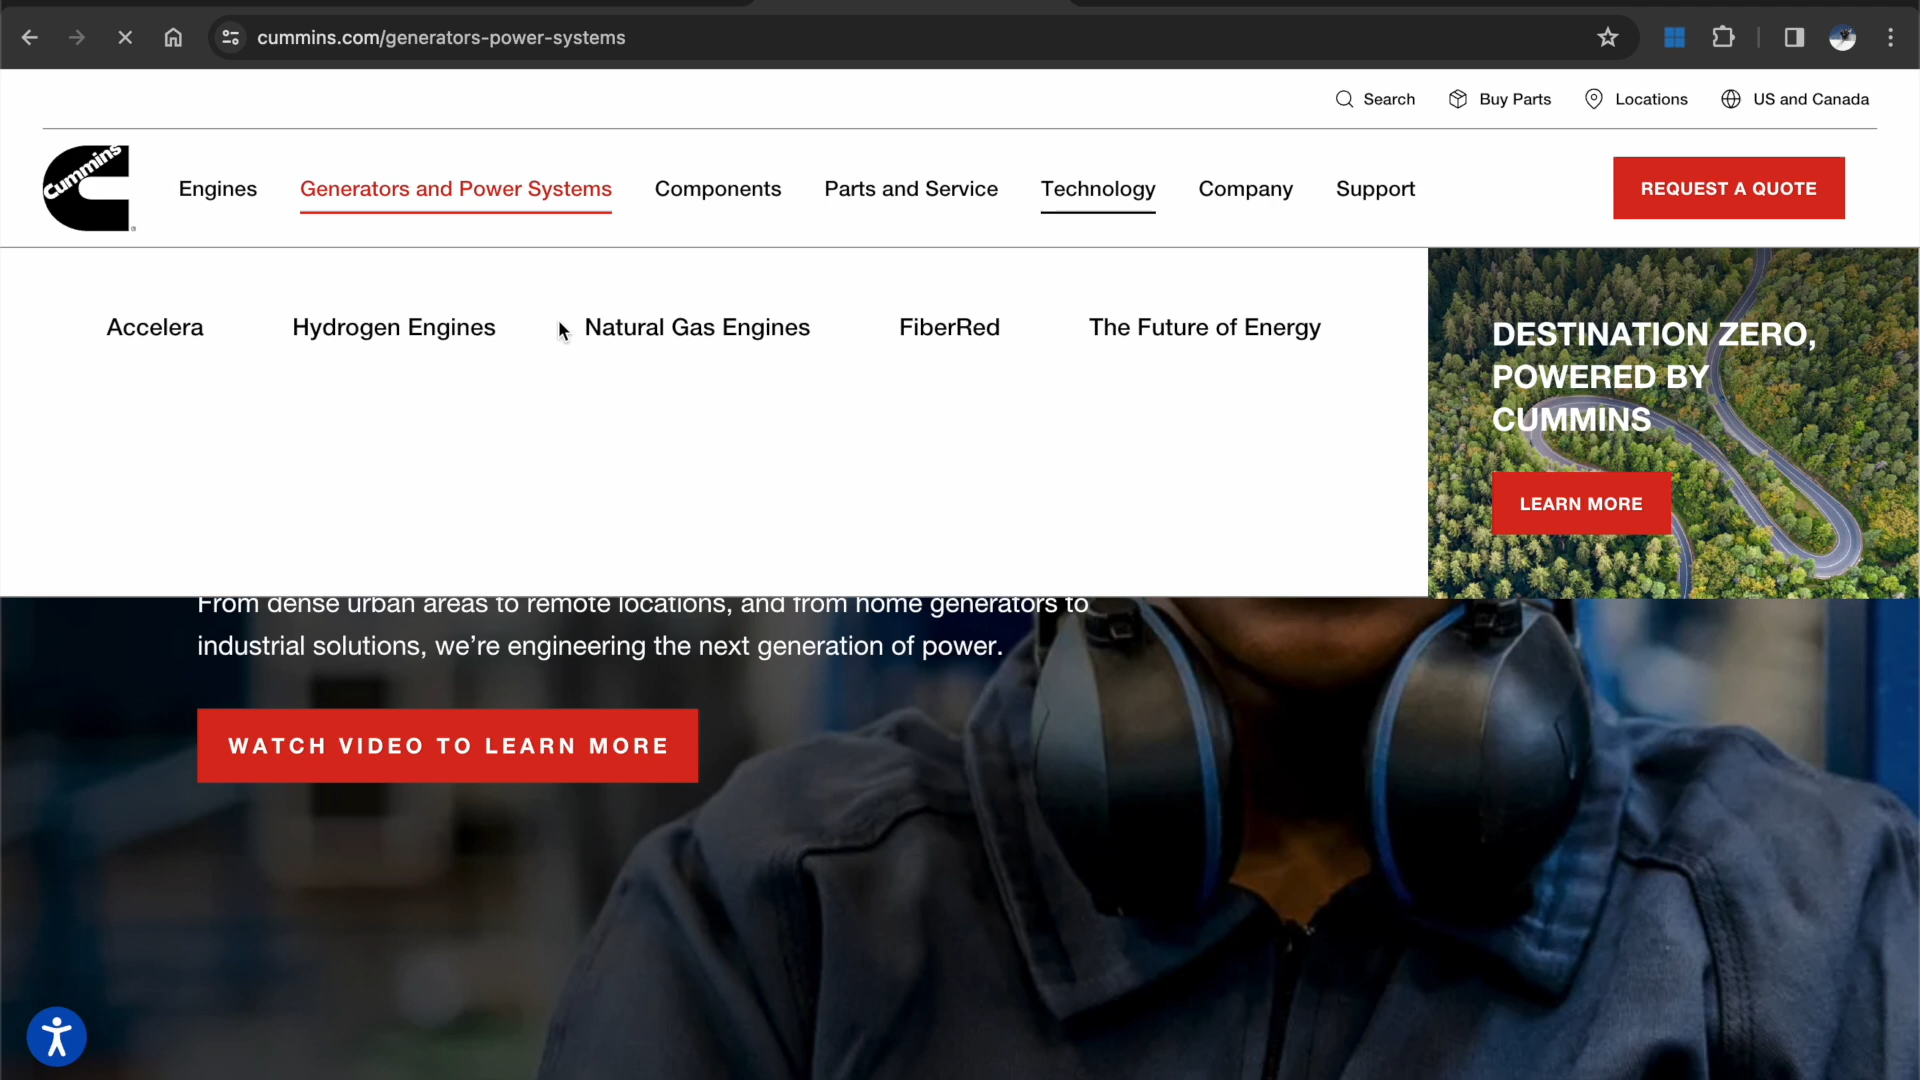 cummins.com/generators-power-systems
Search Buy Parts Locations US and Canada
Cummins
Engines Generators and Power Systems Components Parts and Service Technology Company Support REQUEST A QUOTE
Accelera Hydrogen Engines Natural Gas Engines FiberRed The Future of Energy
DESTINATION ZERO,
POWERED BY
CUMMINS
LEARN MORE
From dense urban areas to remote locations, and from home generators to
industrial solutions, we’re engineering the next generation of power.
WATCH VIDEO TO LEARN MORE